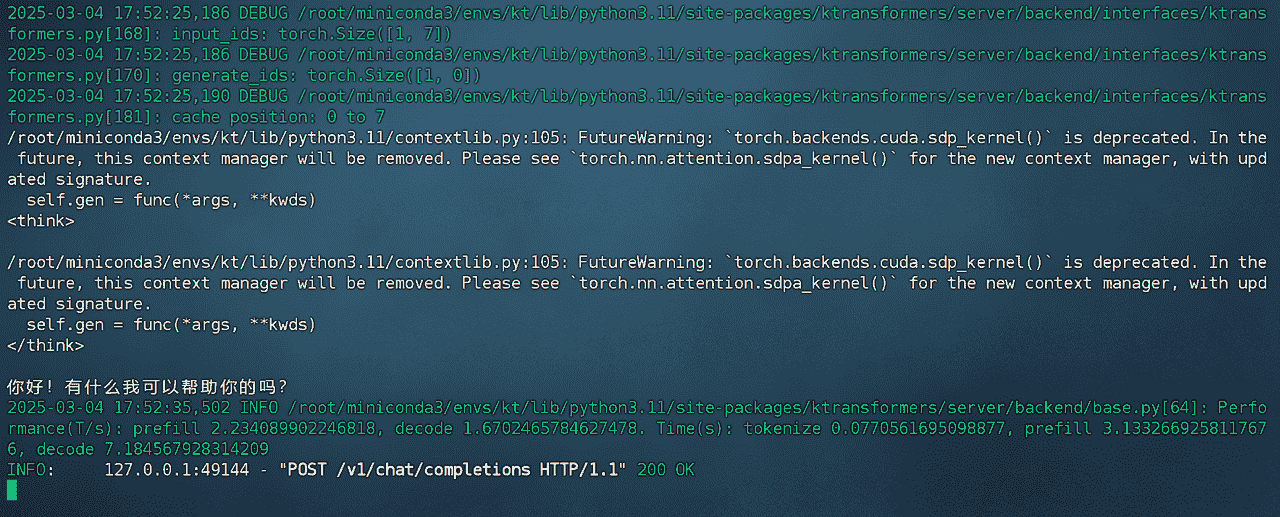 2025-03-04 17:52:25,186 DEBUG /root/miniconda3/envs/kt/lib/python3.11/site-packages/ktransformers/server/backend/interfaces/ktrans
formers.py[168]: input_ids: torch.Size([1, 7])
2025-03-04 17:52:25,186 DEBUG /root/miniconda3/envs/kt/lib/python3.11/site-packages/ktransformers/server/backend/interfaces/ktrans
formers.py[170]: generate_ids: torch.Size([1, 0])
2025-03-04 17:52:25,190 DEBUG /root/miniconda3/envs/kt/lib/python3.11/site-packages/ktransformers/server/backend/interfaces/ktrans
formers.py[181]: cache position: 0 to 7
/root/miniconda3/envs/kt/lib/python3.11/contextlib.py:105: FutureWarning: `torch.backends.cuda.sdp_kernel()` is deprecated. In the
 future, this context manager will be removed. Please see `torch.nn.attention.sdpa_kernel()` for the new context manager, with upd
ated signature.
  self.gen = func(*args, **kwds)
<think>
/root/miniconda3/envs/kt/lib/python3.11/contextlib.py:105: FutureWarning: `torch.backends.cuda.sdp_kernel()` is deprecated. In the
 future, this context manager will be removed. Please see `torch.nn.attention.sdpa_kernel()` for the new context manager, with upd
ated signature.
  self.gen = func(*args, **kwds)
</think>
你好！有什么我可以帮助你的吗？
2025-03-04 17:52:35,502 INFO /root/miniconda3/envs/kt/lib/python3.11/site-packages/ktransformers/server/backend/base.py[64]: Perfo
rmance(T/s): prefill 2.234089902246818, decode 1.6702465784627478. Time(s): tokenize 0.0770561695098877, prefill 3.133266925811767
6, decode 7.184567928314209
INFO:     127.0.0.1:49144 - "POST /v1/chat/completions HTTP/1.1" 200 OK